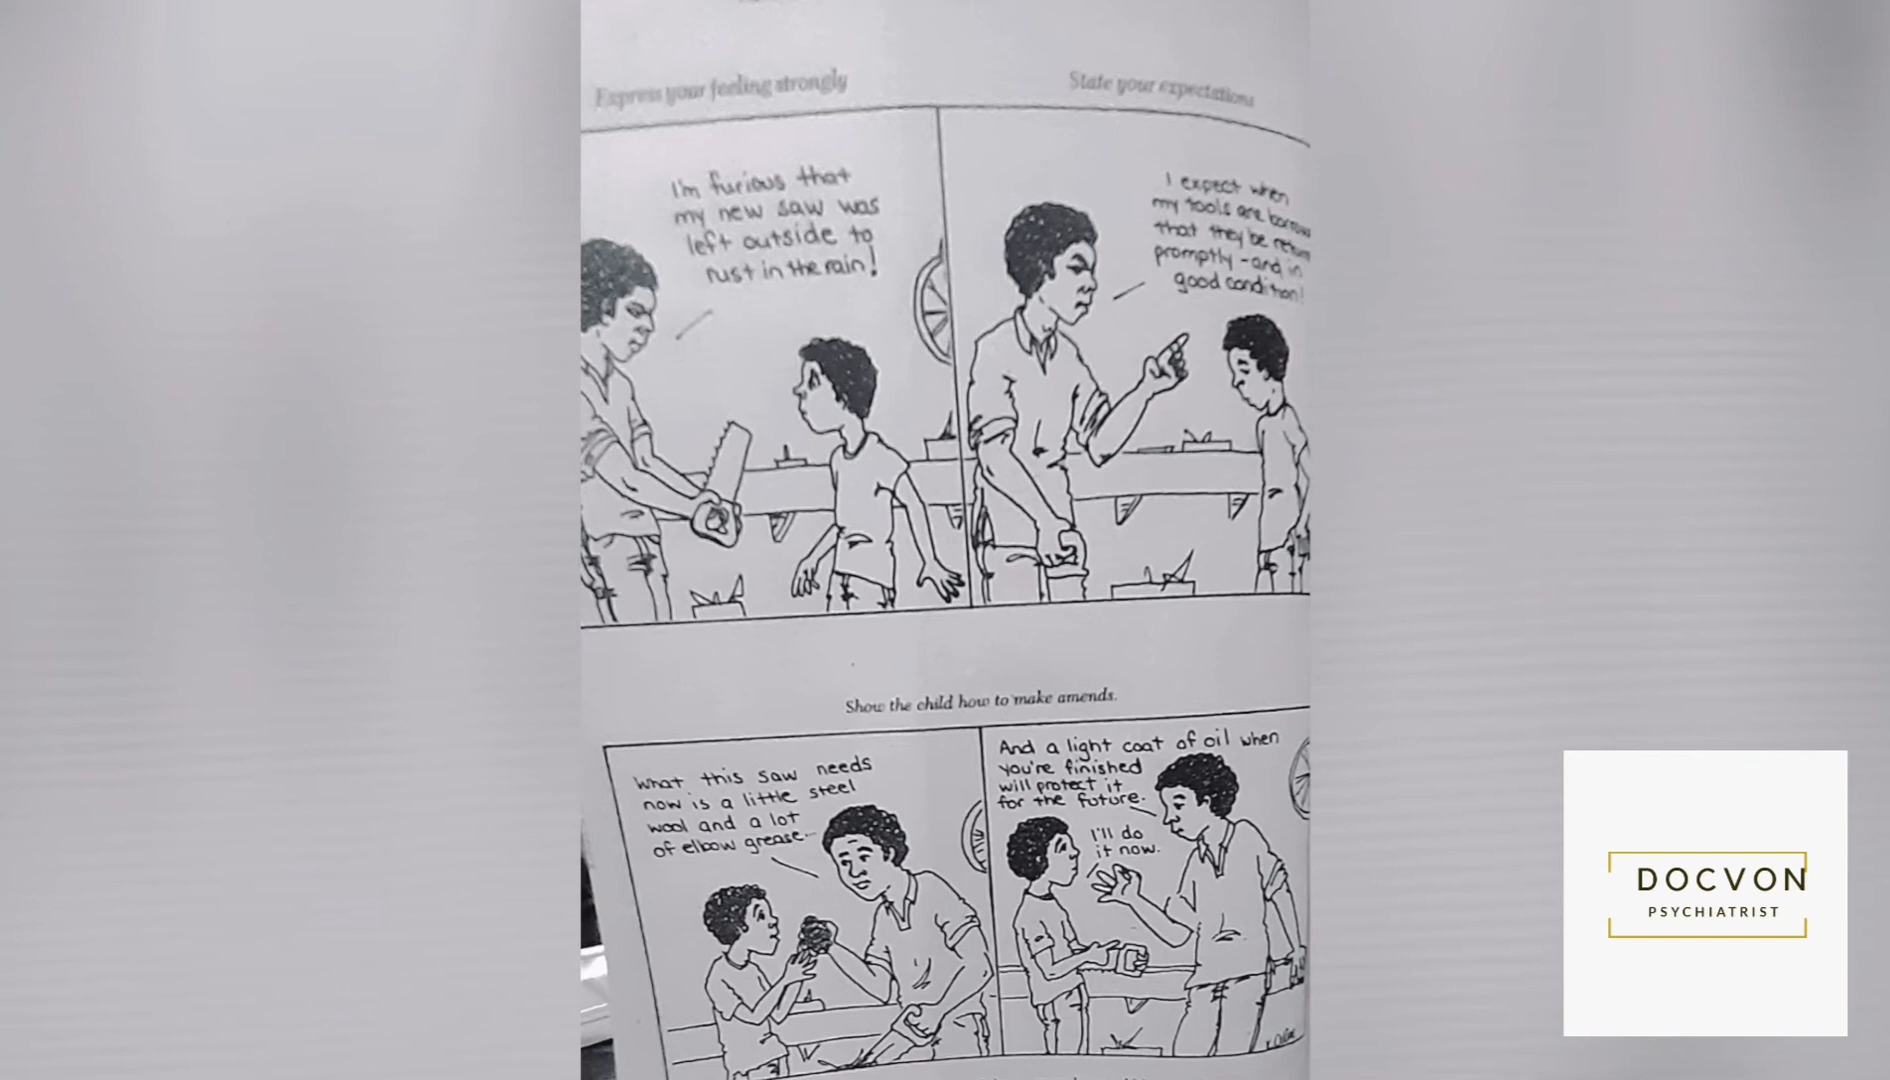 Express your feeling strongly
State your expectations
I'm furious that
my new saw was
left outside to
rust in the rain!
I expect when
my tools are
that they be
promptly - and in
good condition!
Show the child how to make amends.
What this saw needs
now is a little steel
wool and a lot
of elbow grease...
And a light coat of oil when
you're finished
will protect it
for the future.
I'll do
it now.
DOCVON
PSYCHIATRIST